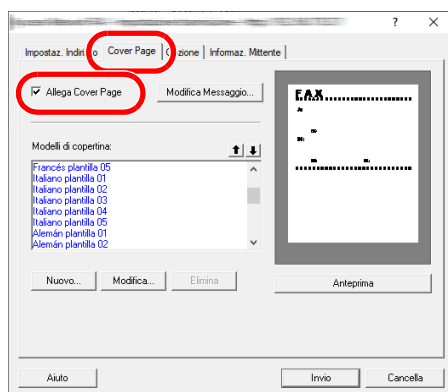 ? ×
Impostaz. Indirizzo Cover Page Opzione Informaz. Mittente
Allega Cover Page Modifica Messaggio...
FAX
Modelli di copertina:
Francés plantilla 05
Italiano plantilla 01
Italiano plantilla 02
Italiano plantilla 03
Italiano plantilla 04
Italiano plantilla 05
Alemán plantilla 01
Alemán plantilla 02
Nuovo... Modifica... Elimina Anteprima
Aiuto Invio Cancella